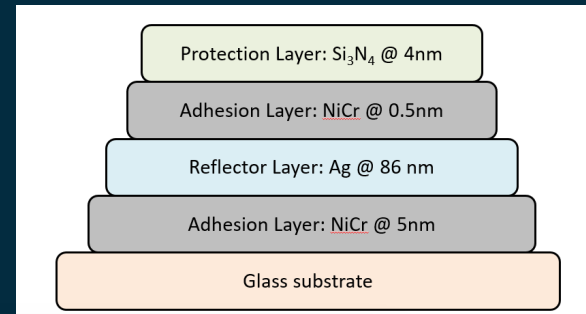 Protection Layer: Si₃N₄ @ 4nm
Adhesion Layer: NiCr @ 0.5nm
Reflector Layer: Ag @ 86 nm
Adhesion Layer: NiCr @ 5nm
Glass substrate